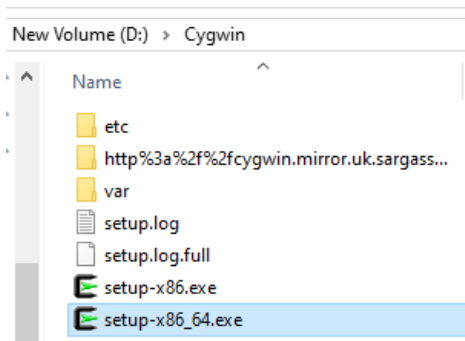 New Volume (D:) > Cygwin
Name
etc
http%3a%2f%2fcygwin.mirror.uk.sargass...
var
setup.log
setup.log.full
setup-x86.exe
setup-x86_64.exe